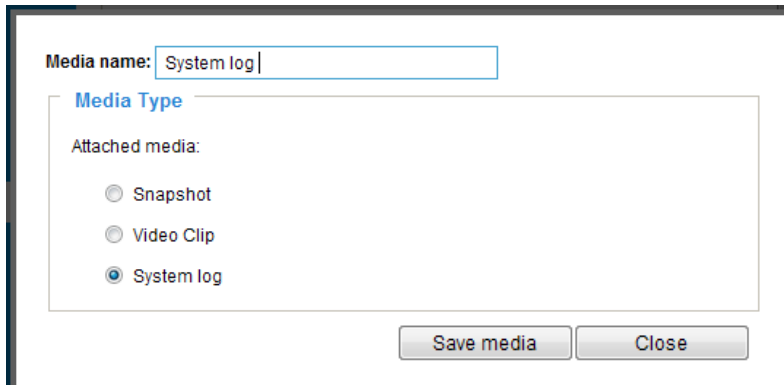 Media name: System log
Media Type
Attached media:
Snapshot
Video Clip
System log
Save media Close